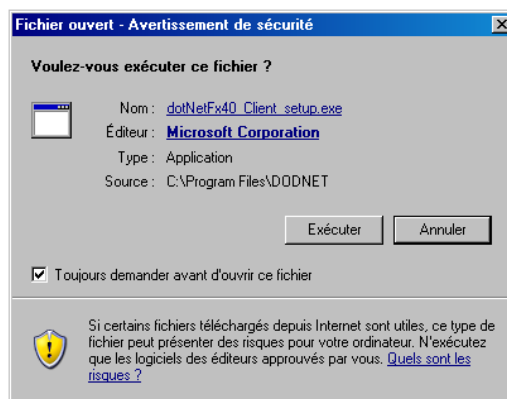 Fichier ouvert - Avertissement de sécurité
Voulez-vous exécuter ce fichier ?
Nom : dotNetFx40_Client_setup.exe
Éditeur : Microsoft Corporation
Type : Application
Source : C:\Program Files\DODNET
Exécuter Annuler
Toujours demander avant d'ouvrir ce fichier
Si certains fichiers téléchargés depuis Internet sont utiles, ce type de
fichier peut présenter des risques pour votre ordinateur. N'exécutez
que les logiciels des éditeurs approuvés par vous. Quels sont les
risques ?